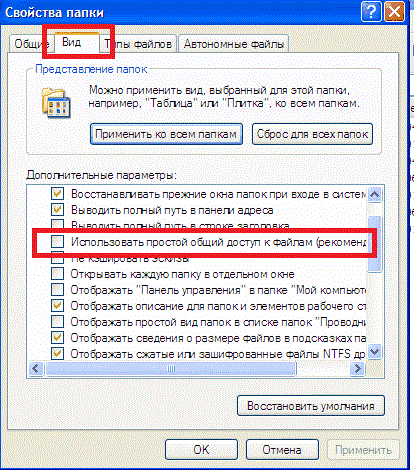 Свойства папки
Общие Вид Типы файлов Автономные файлы
Представление папок
Можно применить вид, выбранный для этой папки,
например, "Таблица" или "Плитка", ко всем папкам.
Применить ко всем папкам Сброс для всех папок
Дополнительные параметры:
Восстанавливать прежние окна папок при входе в систем
Выводить полный путь в панели адреса
Выводить полный путь в строке заголовка
Использовать простой общий доступ к файлам (рекоменд
Не кэшировать эскизы
Открывать каждую папку в отдельном окне
Отображать "Панель управления" в папке "Мой компьют
Отображать описание для папок и элементов рабочего ст
Отображать простой вид папок в списке папок "Проводни
Отображать сведения о размере файлов в подсказках па
Отображать сжатые или зашифрованные файлы NTFS др
Восстановить умолчания
OK Отмена Применить